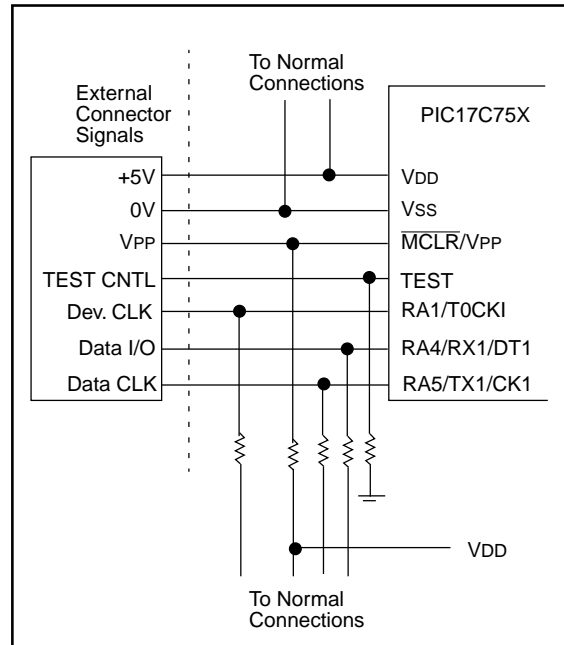 To Normal
Connections
External
Connector
Signals
PIC17C75X
+5V
VDD
0V
VSS
VPP
MCLR/VPP
TEST CNTL
TEST
Dev. CLK
RA1/T0CKI
Data I/O
RA4/RX1/DT1
Data CLK
RA5/TX1/CK1
VDD
To Normal
Connections